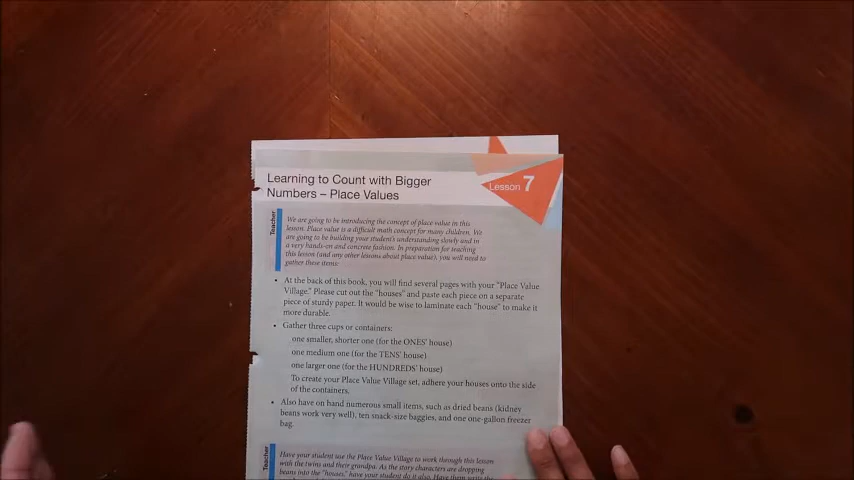 Learning to Count with Bigger
Numbers – Place Values
Lesson 7
Teacher
We are going to be introducing the concept of place value in this
lesson. Place value is a difficult math concept for many children. We
are going to be building your student's understanding slowly and in
a very hands-on and concrete fashion. In preparation for teaching
this lesson (and any other lessons about place value), you will need to
gather these items:
• At the back of this book, you will find several pages with your "Place Value
Village." Please cut out the "houses" and paste each piece on a separate
piece of sturdy paper. It would be wise to laminate each "house" to make it
more durable.
• Gather three cups or containers:
one smaller, shorter one (for the ONES' house)
one medium one (for the TENS' house)
one larger one (for the HUNDREDS' house)
To create your Place Value Village set, adhere your houses onto the side
of the containers.
• Also have on hand numerous small items, such as dried beans (kidney
beans work very well), ten snack-size baggies, and one one-gallon freezer
bag.
Teacher
Have your student use the Place Value Village to work through this lesson
with the twins and their grandpa. As the story characters are dropping
beans into the "houses," have your student do it also. Have them write the